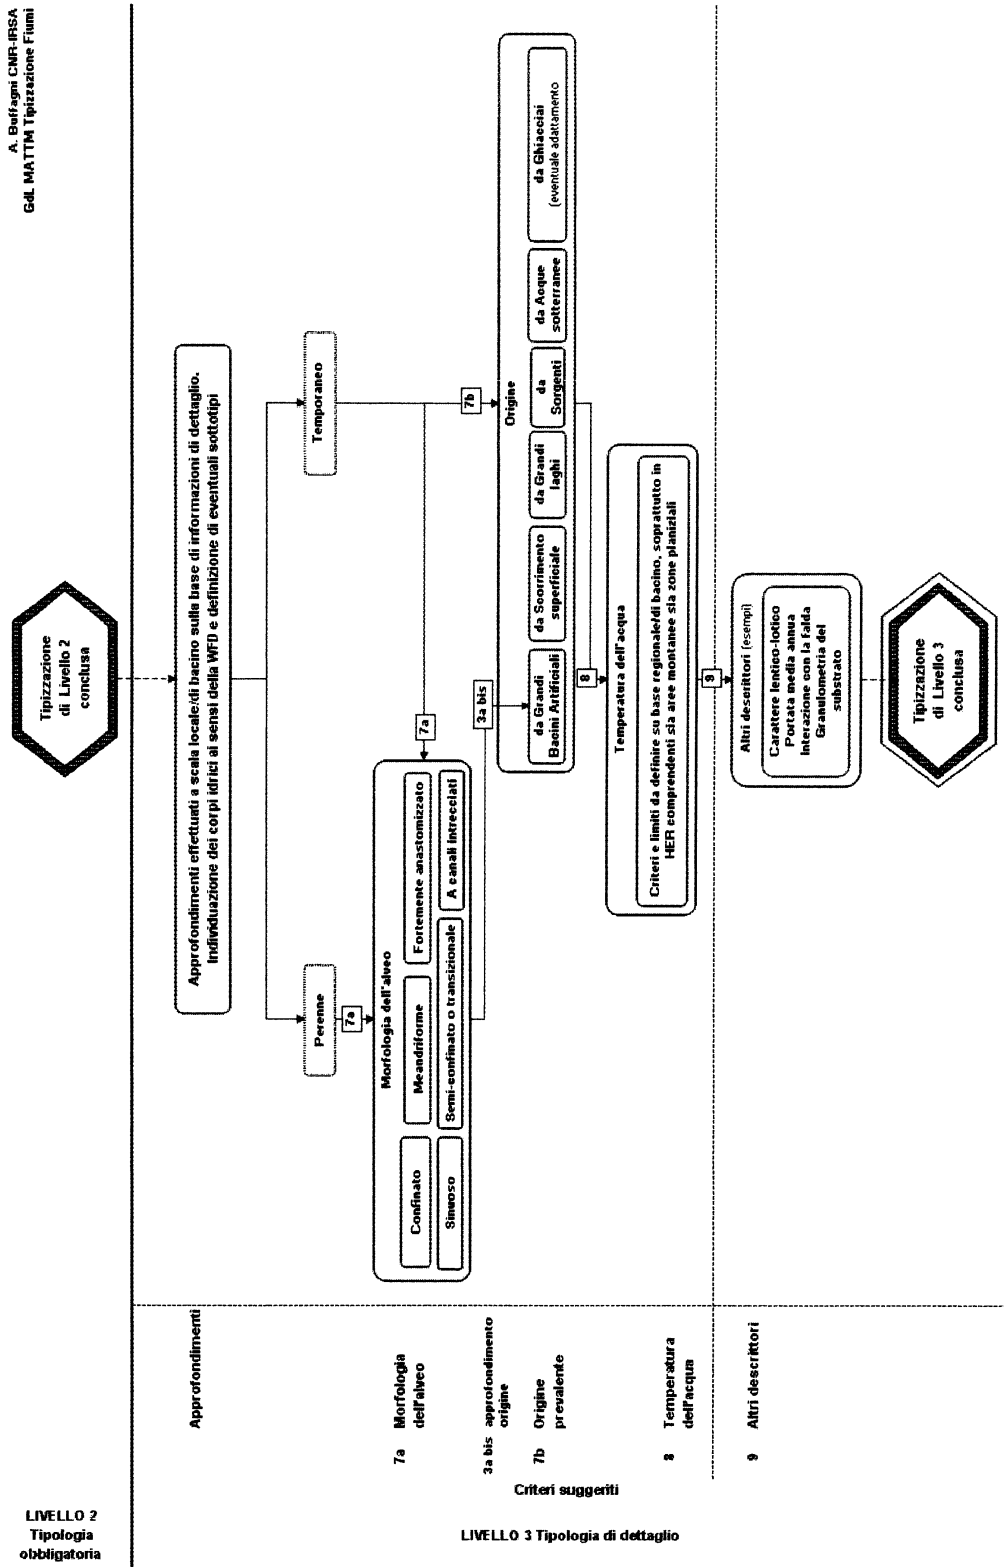 A. Buffagni CNR-IRSA
GdL MATTM Tipizzazione Fiumi
LIVELLO 2
Tipologia
obbligatoria
Tipizzazione
di Livello 2
conclusa
Approfondimenti
Approfondimenti effettuati a scala locale/di bacino sulla base di informazioni di dettaglio.
Individuazione dei corpi idrici ai sensi della WFD e definizione di eventuali sottotipi
Perenne
Temporaneo
7a
7a
7b
7a Morfologia
dell'alveo
Morfologia dell'alveo
Confinato
Meandriforme
Fortemente anastomizzato
Sinuoso
Semi-confinato o transizionale
A canali intrecciati
3a bis
3a bis approfondimento
origine
7b Origine
prevalente
Origine
da Grandi
Bacini Artificiali
da Scorrimento
superficiale
da Grandi
laghi
da
Sorgenti
da Acque
sotterranee
da Ghiacciai
(eventuale adattamento)
Criteri suggeriti
LIVELLO 3 Tipologia di dettaglio
8
8 Temperatura
dell'acqua
Temperatura dell'acqua
Criteri e limiti da definire su base regionale/di bacino, soprattutto in
HER comprendenti sia aree montane sia zone planiziali
9
9 Altri descrittori
Altri descrittori (esempi)
Carattere lentico-lotico
Portata media annua
Interazione con la falda
Granulometria del
substrato
Tipizzazione
di Livello 3
conclusa